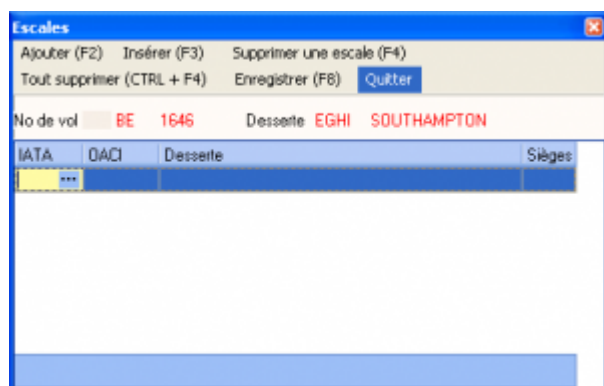 Escales
Ajouter (F2) Insérer (F3) Supprimer une escale (F4)
Tout supprimer (CTRL + F4) Enregistrer (F8) Quitter
No de vol BE 1646 Desserte EGHI SOUTHAMPTON
IATA OACI Desserte Sièges